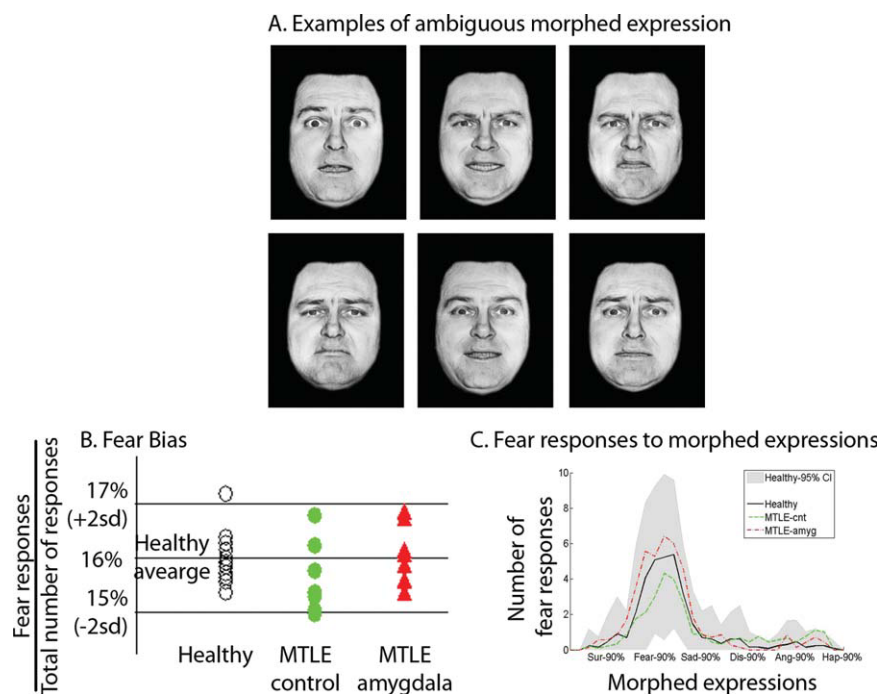 A. Examples of ambiguous morphed expression
B. Fear Bias
Fear responses
Total number of responses
17%
(+2sd)
Healthy
16%
avearge
15%
(-2sd)
Healthy
MTLE
control
MTLE
amygdala
C. Fear responses to morphed expressions
Number of
fear responses
10
8
6
4
2
0
Healthy-95% CI
Healthy
MTLE-cnt
MTLE-amyg
Sur-90% Fear-90% Sad-90% Dis-90% Ang-90% Hap-90%
Morphed expressions